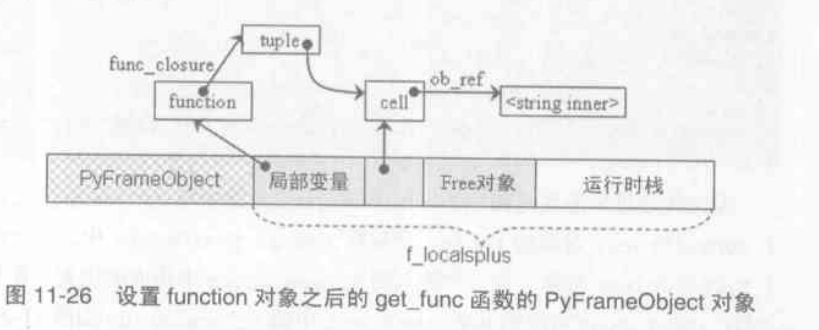 tuple
func_closure
ob_ref
function
cell
<string inner>
PyFrameObject
局部变量
Free对象
运行时栈
f_localsplus
图 11-26 设置 function 对象之后的 get_func 函数的 PyFrameObject 对象